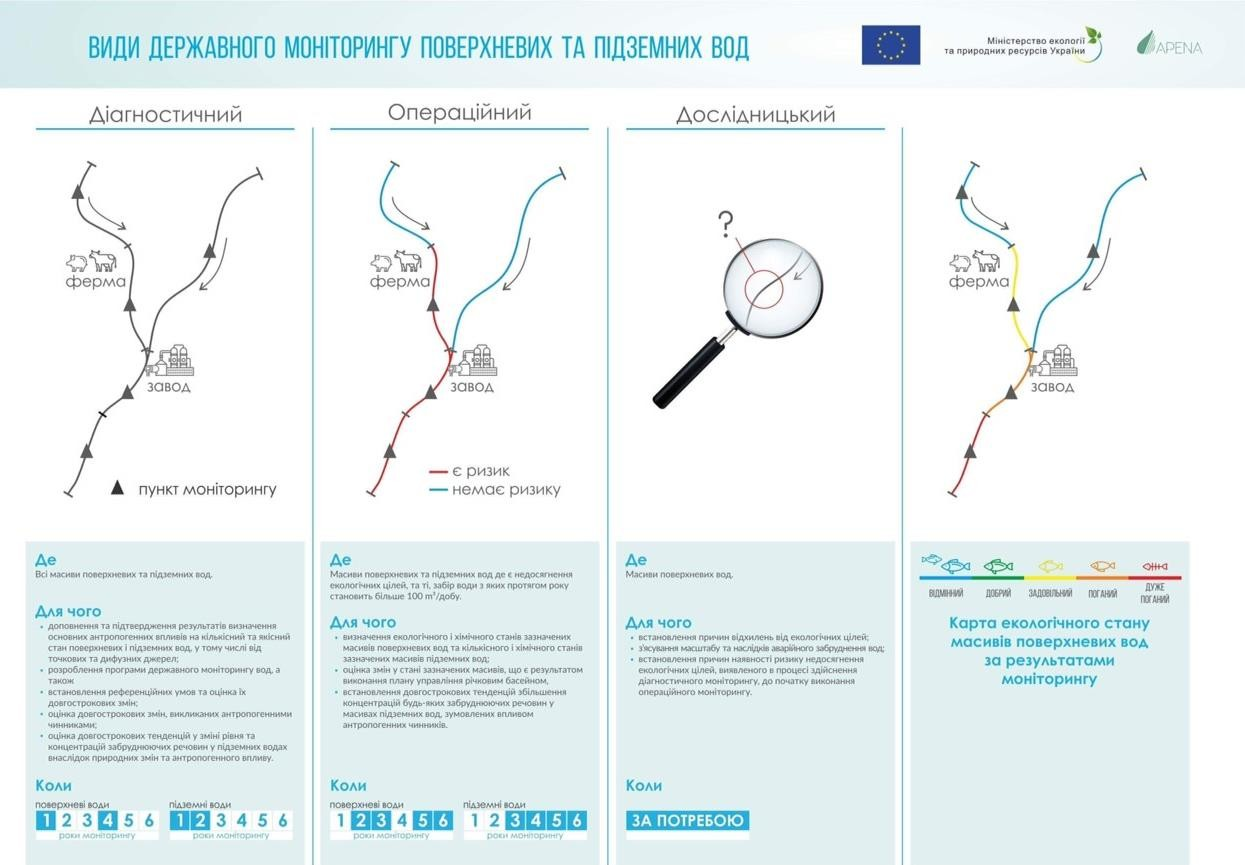 ВИДИ ДЕРЖАВНОГО МОНІТОРИНГУ ПОВЕРХНЕВИХ ТА ПІДЗЕМНИХ ВОД
Міністерство екології
та природних ресурсів України
APENA
Діагностичний
ферма
завод
пункт моніторингу
Де
Всі масиви поверхневих та підземних вод.
Для чого
• доповнення та підтвердження результатів визначення
основних антропогенних впливів на кількісний та якісний
стан поверхневих і підземних вод, у тому числі від
точкових та дифузних джерел;
• розроблення програми державного моніторингу вод, а
також
• встановлення референційних умов та оцінка їх
довгострокових змін;
• оцінка довгострокових змін, викликаних антропогенними
чинниками;
• оцінка довгострокових тенденцій у зміні рівня та
концентрацій забруднюючих речовин у підземних водах
внаслідок природних змін та антропогенного впливу.
Коли
поверхневі води
1 2 3 4 5 6
роки моніторингу
підземні води
1 2 3 4 5 6
роки моніторингу
Операційний
ферма
завод
є ризик
немає ризику
Де
Масиви поверхневих та підземних вод де є недосягнення
екологічних цілей, та ті, забір води з яких протягом року
становить більше 100 m³/добу.
Для чого
• визначення екологічного і хімічного станів зазначених
масивів поверхневих вод та кількісного і хімічного станів
зазначених масивів підземних вод;
• оцінка змін у стані зазначених масивів, що є результатом
виконання плану управління річковим басейном,
• встановлення довгострокових тенденцій збільшення
концентрацій будь-яких забруднюючих речовин у
масивах підземних вод, зумовлених впливом
антропогенних чинників.
Коли
поверхневі води
1 2 3 4 5 6
роки моніторингу
підземні води
1 2 3 4 5 6
роки моніторингу
Дослідницький
?
Де
Масиви поверхневих вод.
Для чого
• встановлення причин відхилень від екологічних цілей;
• з'ясування масштабу та наслідків аварійного забруднення вод;
• встановлення причин наявності ризику недосягнення
екологічних цілей, виявленого в процесі здійснення
діагностичного моніторингу, до початку виконання
операційного моніторингу.
Коли
ЗА ПОТРЕБОЮ
ферма
завод
ВІДМІННИЙ
ДОБРИЙ
ЗАДОВІЛЬНИЙ
ПОГАНИЙ
ДУЖЕ
ПОГАНИЙ
Карта екологічного стану
масивів поверхневих вод
за результатами
моніторингу